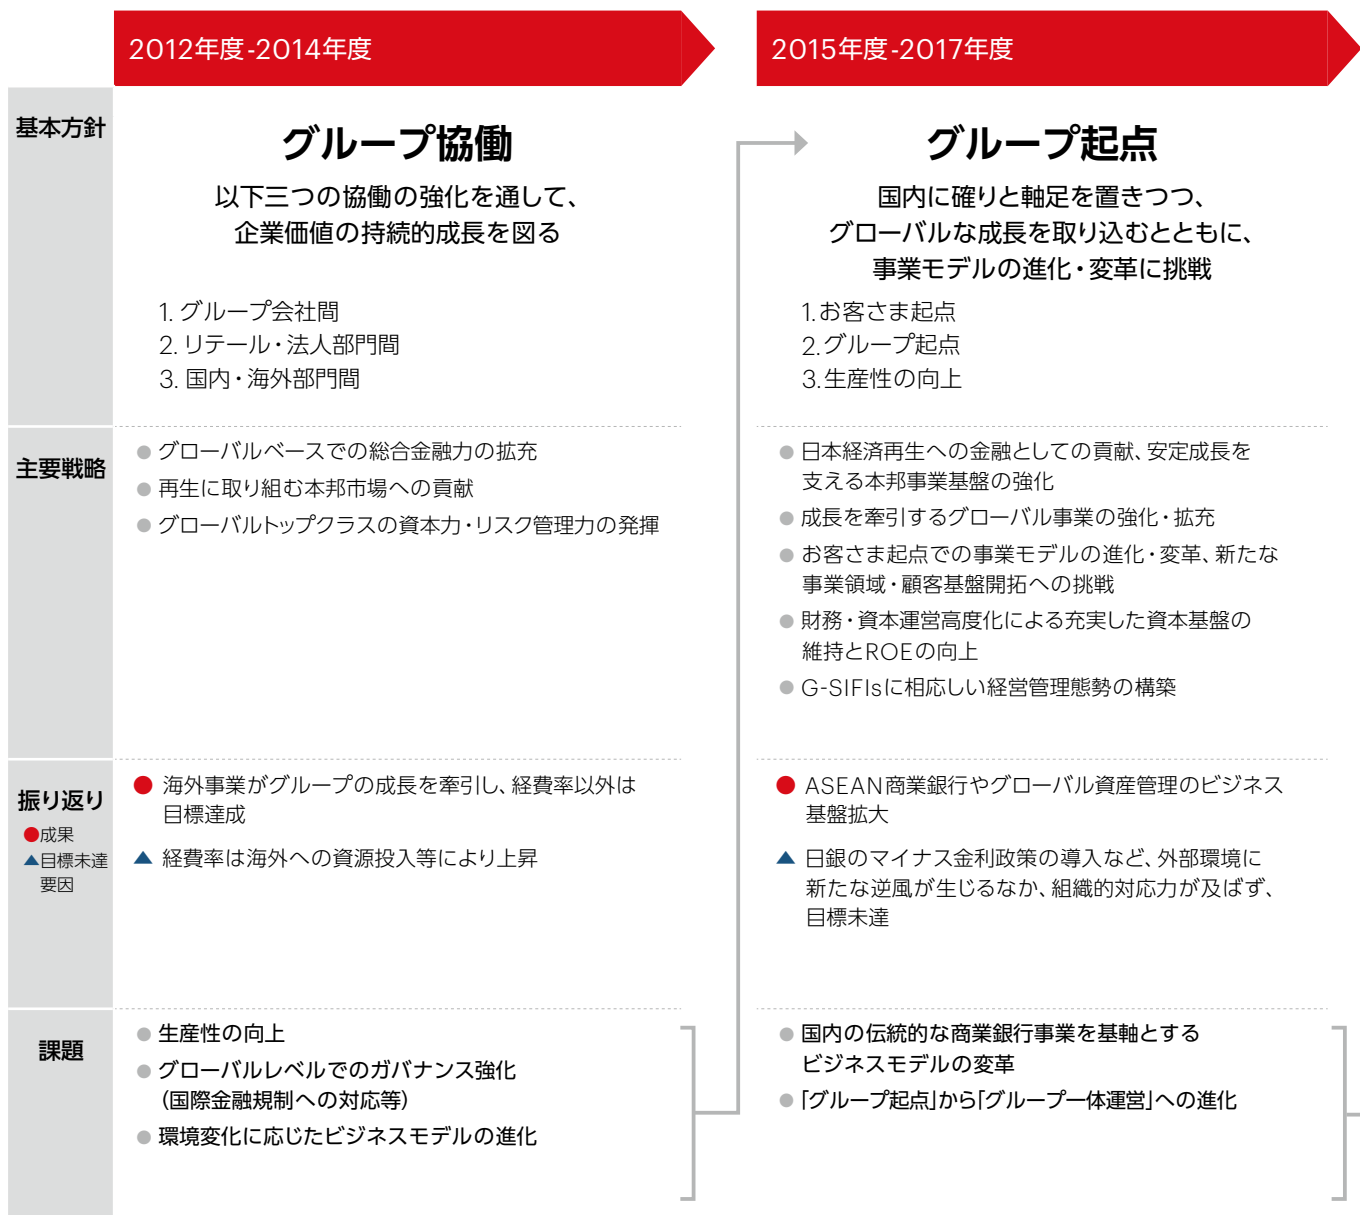 2012年度-2014年度
2015年度-2017年度
基本方針
グループ協働
以下三つの協働の強化を通して、
企業価値の持続的成長を図る
1. グループ会社間
2. リテール・法人部門間
3. 国内・海外部門間
グループ起点
国内に確りと軸足を置きつつ、
グローバルな成長を取り込むとともに、
事業モデルの進化・変革に挑戦
1.お客さま起点
2.グループ起点
3.生産性の向上
主要戦略
● グローバルベースでの総合金融力の拡充
● 再生に取り組む本邦市場への貢献
● グローバルトップクラスの資本力・リスク管理力の発揮
● 日本経済再生への金融としての貢献、安定成長を
支える本邦事業基盤の強化
● 成長を牽引するグローバル事業の強化・拡充
● お客さま起点での事業モデルの進化・変革、新たな
事業領域・顧客基盤開拓への挑戦
● 財務・資本運営高度化による充実した資本基盤の
維持とROEの向上
● G-SIFIsに相応しい経営管理態勢の構築
振り返り
●成果
▲目標未達
要因
● 海外事業がグループの成長を牽引し、経費率以外は
目標達成
▲ 経費率は海外への資源投入等により上昇
● ASEAN商業銀行やグローバル資産管理のビジネス
基盤拡大
▲ 日銀のマイナス金利政策の導入など、外部環境に
新たな逆風が生じるなか、組織的対応力が及ばず、
目標未達
課題
● 生産性の向上
● グローバルレベルでのガバナンス強化
（国際金融規制への対応等）
● 環境変化に応じたビジネスモデルの進化
● 国内の伝統的な商業銀行事業を基軸とする
ビジネスモデルの変革
● 「グループ起点」から「グループ一体運営」への進化